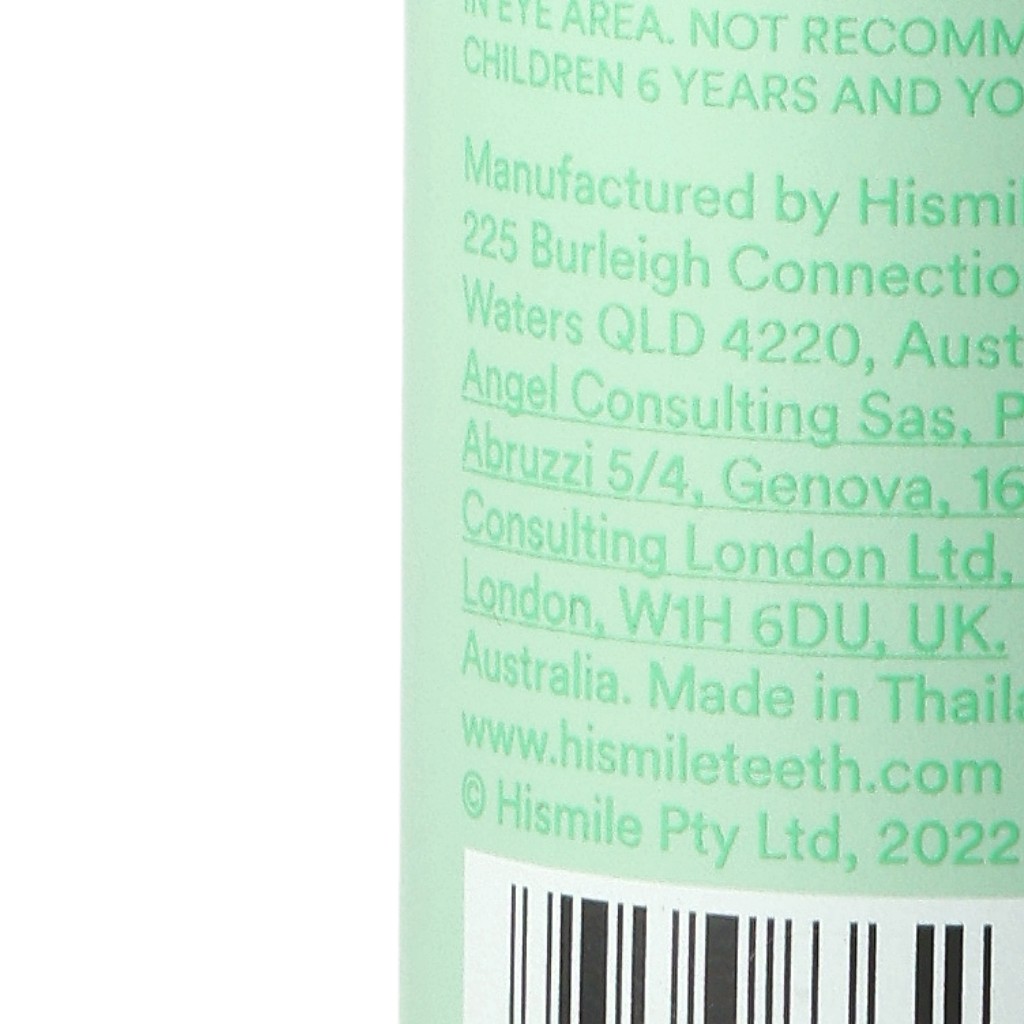 IN EYE AREA. NOT RECOMM
CHILDREN 6 YEARS AND YO
Manufactured by Hismil
225 Burleigh Connectio
Waters QLD 4220, Aust
Angel Consulting Sas, P
Abruzzi 5/4, Genova, 16
Consulting London Ltd,
London, W1H 6DU, UK.
Australia. Made in Thaila
www.hismileteeth.com
© Hismile Pty Ltd, 2022